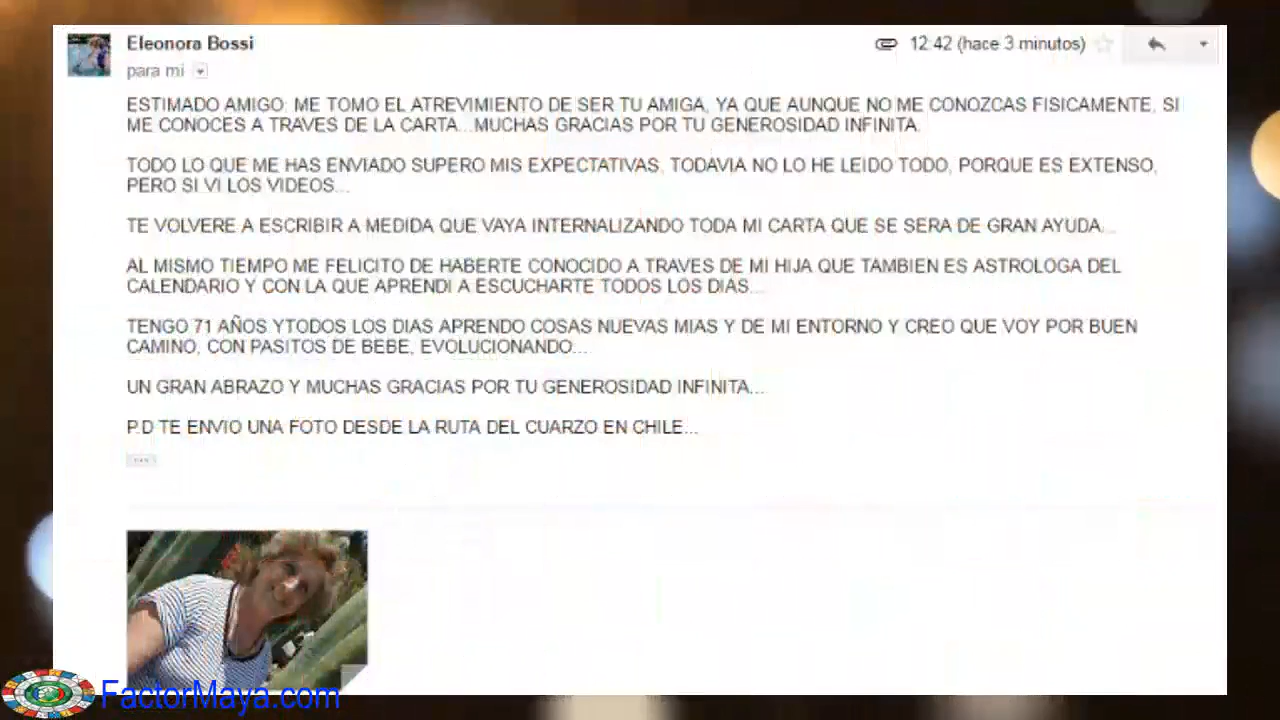 Eleonora Bossi
12:42 (hace 3 minutos)
para mí
ESTIMADO AMIGO: ME TOMO EL ATREVIMIENTO DE SER TU AMIGA, YA QUE AUNQUE NO ME CONOZCAS FISICAMENTE, SI
ME CONOCES A TRAVES DE LA CARTA...MUCHAS GRACIAS POR TU GENEROSIDAD INFINITA.
TODO LO QUE ME HAS ENVIADO SUPERO MIS EXPECTATIVAS, TODAVIA NO LO HE LEIDO TODO, PORQUE ES EXTENSO,
PERO SI VI LOS VIDEOS...
TE VOLVERE A ESCRIBIR A MEDIDA QUE VAYA INTERNALIZANDO TODA MI CARTA QUE SE SERA DE GRAN AYUDA...
AL MISMO TIEMPO ME FELICITO DE HABERTE CONOCIDO A TRAVES DE MI HIJA QUE TAMBIEN ES ASTROLOGA DEL
CALENDARIO Y CON LA QUE APRENDI A ESCUCHARTE TODOS LOS DIAS...
TENGO 71 AÑOS YTODOS LOS DIAS APRENDO COSAS NUEVAS MIAS Y DE MI ENTORNO Y CREO QUE VOY POR BUEN
CAMINO, CON PASITOS DE BEBE, EVOLUCIONANDO...
UN GRAN ABRAZO Y MUCHAS GRACIAS POR TU GENEROSIDAD INFINITA...
P.D TE ENVIO UNA FOTO DESDE LA RUTA DEL CUARZO EN CHILE...
FactorMaya.com